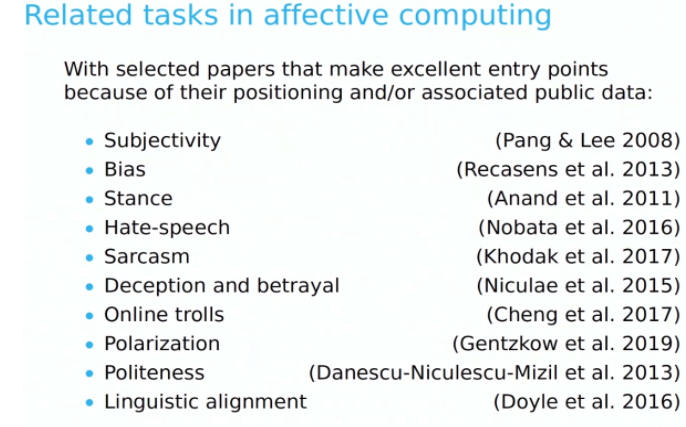 Related tasks in affective computing
With selected papers that make excellent entry points
because of their positioning and/or associated public data:
• Subjectivity (Pang & Lee 2008)
• Bias (Recasens et al. 2013)
• Stance (Anand et al. 2011)
• Hate-speech (Nobata et al. 2016)
• Sarcasm (Khodak et al. 2017)
• Deception and betrayal (Niculae et al. 2015)
• Online trolls (Cheng et al. 2017)
• Polarization (Gentzkow et al. 2019)
• Politeness (Danescu-Niculescu-Mizil et al. 2013)
• Linguistic alignment (Doyle et al. 2016)